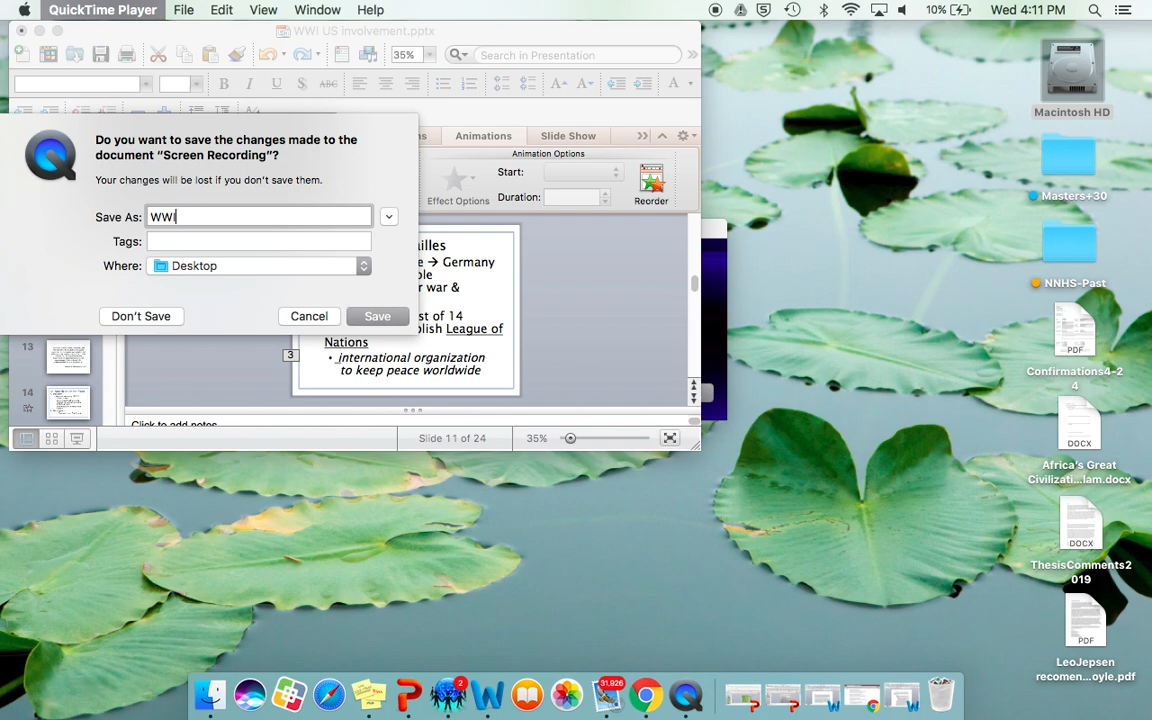 QuickTime Player File Edit View Window Help 10% Wed 4:11 PM
WWI US involvement.pptx
35% Search in Presentation
B I U S ABC A A A
Animations Slide Show
Animation Options
Start:
Duration:
Effect Options
Reorder
Do you want to save the changes made to the
document “Screen Recording”?
Your changes will be lost if you don’t save them.
Save As: WWI
Tags:
Where: Desktop
Don’t Save Cancel Save
illes
e → Germany
ble
r war &
st of 14
blish League of
Nations
• international organization
to keep peace worldwide
3
13
14
Click to add notes
Slide 11 of 24 35%
Macintosh HD
Masters+30
NNHS-Past
PDF
Confirmations4-2
4
DOCX
Africa’s Great
Civilizati...lam.docx
DOCX
ThesisComments2
019
PDF
LeoJepsen
recomen...oyle.pdf
2
31,926